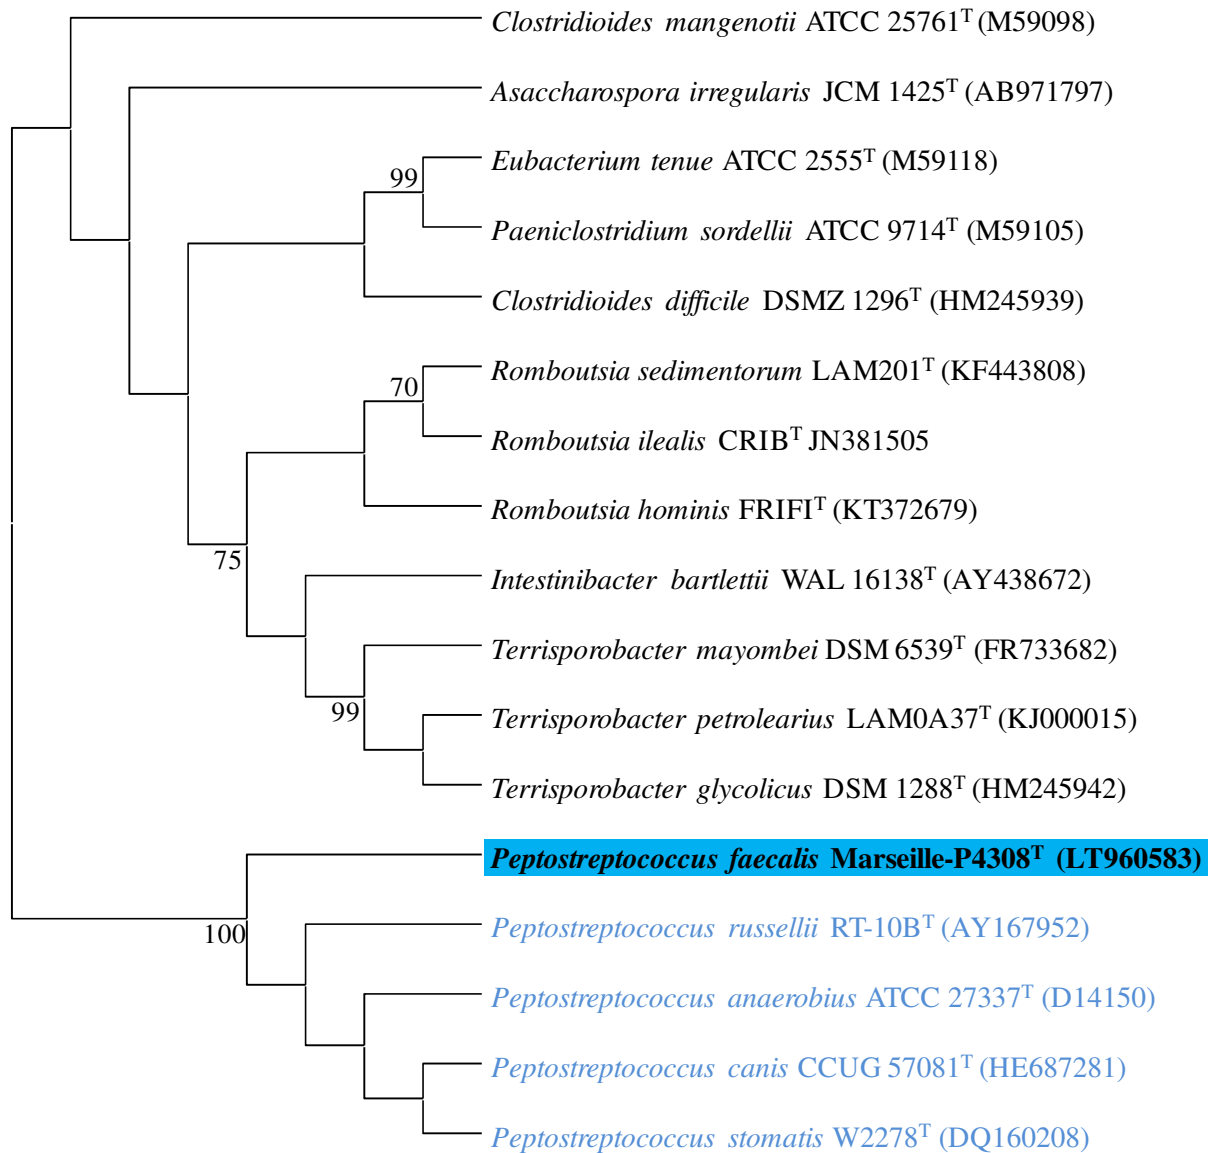 Clostridioides mangenotii ATCC 25761ᵀ (M59098)
Asaccharospora irregularis JCM 1425ᵀ (AB971797)
Eubacterium tenue ATCC 2555ᵀ (M59118)
99
Paeniclostridium sordellii ATCC 9714ᵀ (M59105)
Clostridioides difficile DSMZ 1296ᵀ (HM245939)
Romboutsia sedimentorum LAM201ᵀ (KF443808)
70
Romboutsia ilealis CRIBᵀ JN381505
Romboutsia hominis FRIFIᵀ (KT372679)
75
Intestinibacter bartlettii WAL 16138ᵀ (AY438672)
Terrisporobacter mayombei DSM 6539ᵀ (FR733682)
99
Terrisporobacter petrolearius LAM0A37ᵀ (KJ000015)
Terrisporobacter glycolicus DSM 1288ᵀ (HM245942)
Peptostreptococcus faecalis Marseille-P4308ᵀ (LT960583)
100
Peptostreptococcus russellii RT-10Bᵀ (AY167952)
Peptostreptococcus anaerobius ATCC 27337ᵀ (D14150)
Peptostreptococcus canis CCUG 57081ᵀ (HE687281)
Peptostreptococcus stomatis W2278ᵀ (DQ160208)